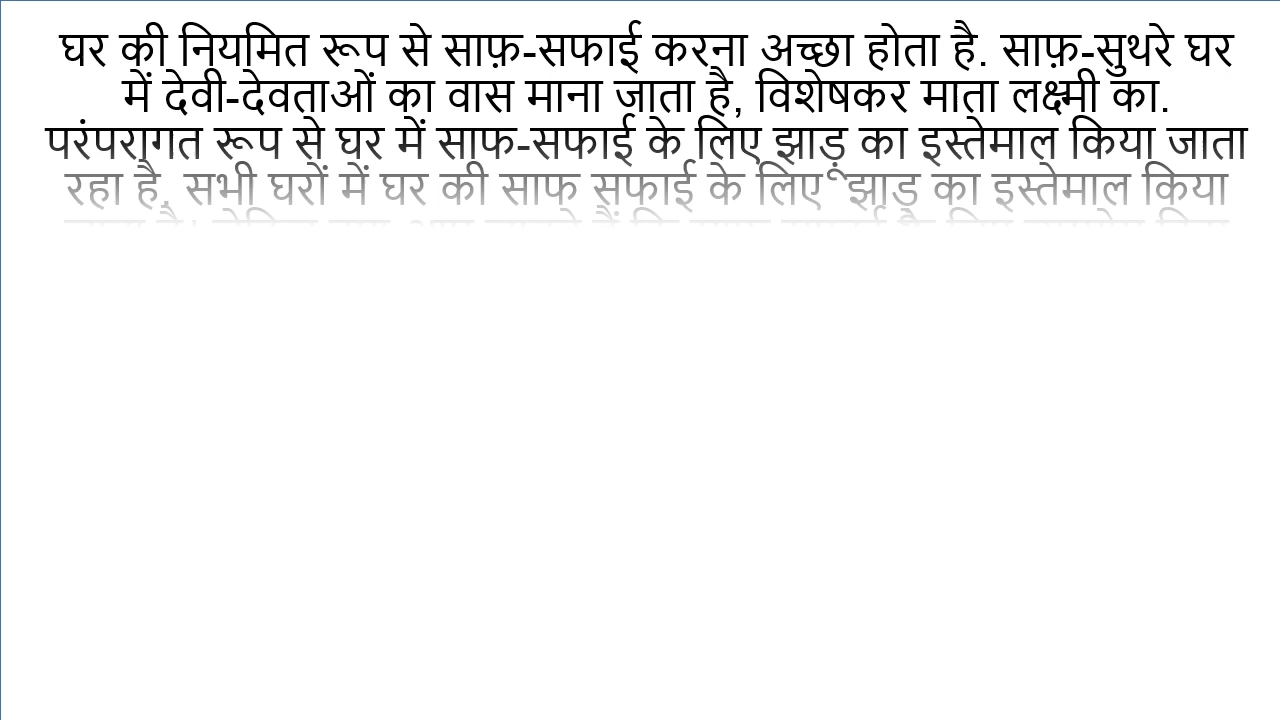 घर की नियमित रूप से साफ़-सफाई करना अच्छा होता है. साफ़-सुथरे घर
में देवी-देवताओं का वास माना जाता है, विशेषकर माता लक्ष्मी का.
परंपरागत रूप से घर में साफ-सफाई के लिए झाड़ू का इस्तेमाल किया जाता
रहा है. सभी घरों में घर की साफ सफाई के लिए झाड़ू का इस्तेमाल किया